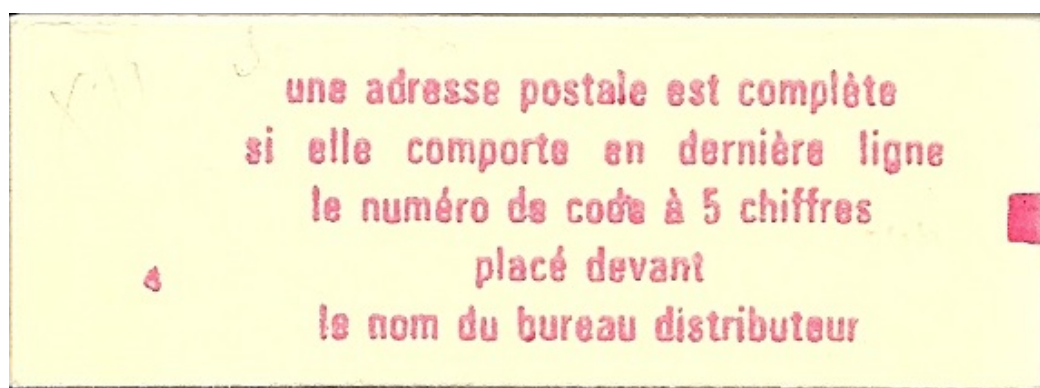 une adresse postale est complète
si elle comporte en dernière ligne
le numéro de code à 5 chiffres
placé devant
le nom du bureau distributeur